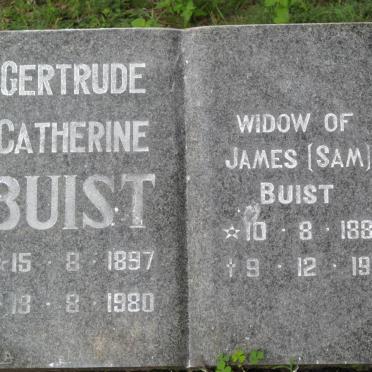 GERTRUDE
CATHERINE
BUIST
15 · 8 · 1897
13 · 8 · 1980
WIDOW OF
JAMES (SAM)
BUIST
☆10 · 8 · 188
†9 · 12 · 19